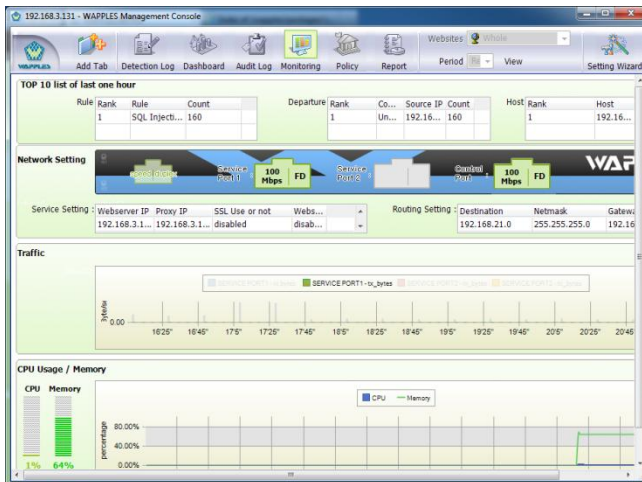 192.168.3.131 - WAPPLES Management Console
WAPPLES
Add Tab
Detection Log
Dashboard
Audit Log
Monitoring
Policy
Report
Websites
Whole
Period
View
Setting Wizard
TOP 10 list of last one hour
Rule
Rank Rule Count
1 SQL Injecti... 160
Departure
Rank Co... Source IP Count
1 Un... 192.16... 160
Host
Rank Host
1 192.16...
Network Setting
Service Port 1
100 Mbps FD
Service Port 2
Control Port
100 Mbps FD
WAP
Service Setting :
Webserver IP Proxy IP SSL Use or not Webs...
192.168.3.1... 192.168.3.1... disabled disab...
Routing Setting :
Destination Netmask Gatewa
192.168.21.0 255.255.255.0 192.16
Traffic
SERVICE PORT1-tx_bytes
0.00
16'25" 16'45" 17'5" 17'25" 17'45" 18'5" 18'25" 18'45" 19'5" 19'25" 19'45" 20'5" 20'25" 20'45"
CPU Usage / Memory
CPU Memory
1% 64%
CPU Memory
percentage
80.00%
40.00%
0.00%